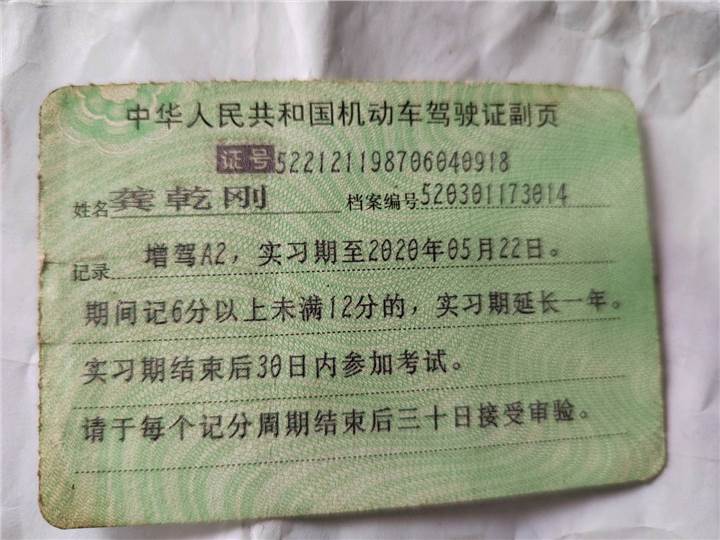 中华人民共和国机动车驾驶证副页
证号522121198706040918
姓名龚乾刚 档案编号520301173014
记录 增驾A2，实习期至2020年05月22日。
期间记6分以上未满12分的，实习期延长一年。
实习期结束后30日内参加考试。
请于每个记分周期结束后三十日接受审验。